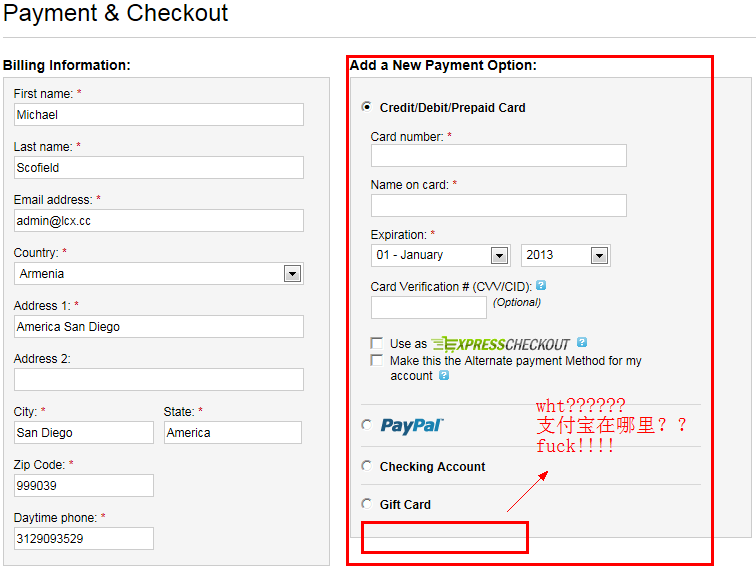 Payment & Checkout
Billing Information:
First name: *
Michael
Last name: *
Scofield
Email address: *
admin@lcx.cc
Country: *
Armenia
Address 1: *
America San Diego
Address 2:
City: *
San Diego
State: *
America
Zip Code: *
999039
Daytime phone: *
3129093529
Add a New Payment Option:
Credit/Debit/Prepaid Card
Card number: *
Name on card: *
Expiration: *
01 - January
2013
Card Verification # (CVV/CID): ?
(Optional)
Use as EXPRESSCHECKOUT ?
Make this the Alternate payment Method for my
account ?
PayPal
Checking Account
Gift Card
wht??????
支付宝在哪里？？
fuck!!!!